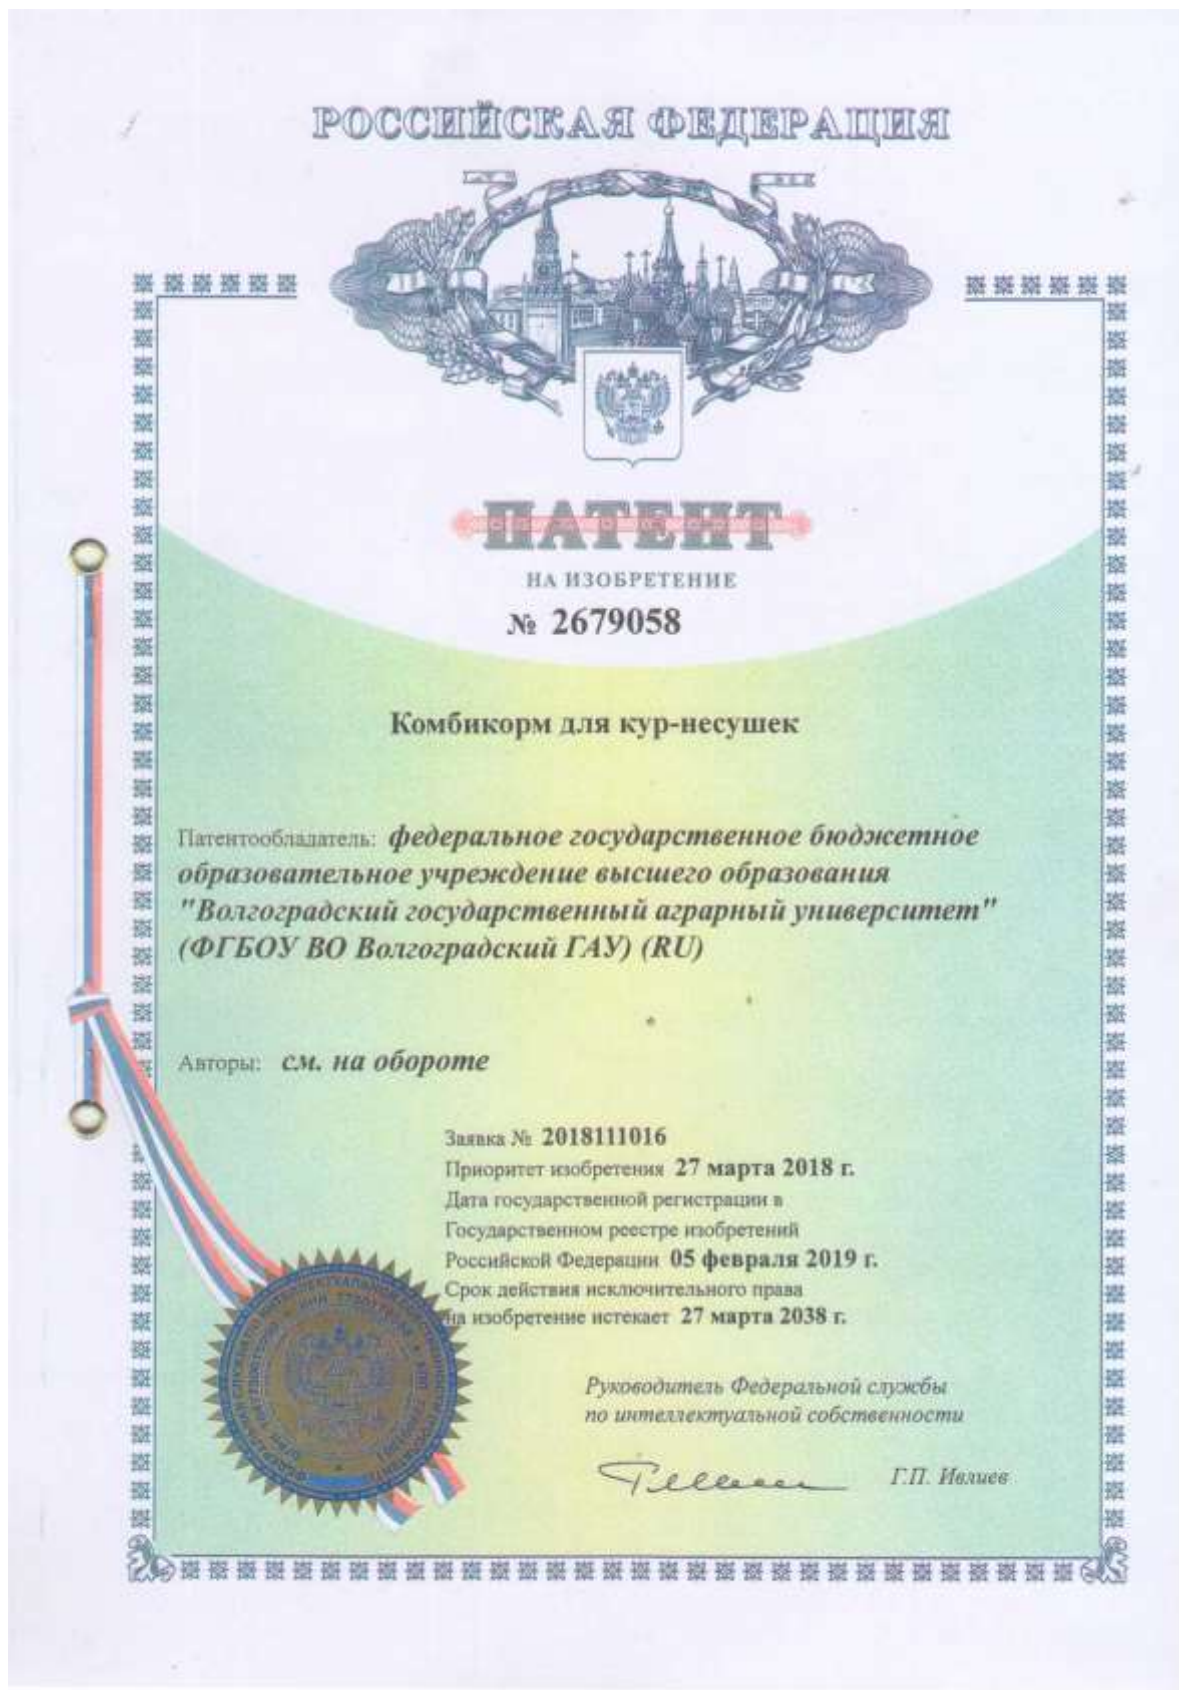 РОССИЙСКАЯ ФЕДЕРАЦИЯ
ПАТЕНТ
НА ИЗОБРЕТЕНИЕ
№ 2679058
Комбикорм для кур-несушек
Патентообладатель: федеральное государственное бюджетное
образовательное учреждение высшего образования
"Волгоградский государственный аграрный университет"
(ФГБОУ ВО Волгоградский ГАУ) (RU)
Авторы: см. на обороте
Заявка № 2018111016
Приоритет изобретения 27 марта 2018 г.
Дата государственной регистрации в
Государственном реестре изобретений
Российской Федерации 05 февраля 2019 г.
Срок действия исключительного права
на изобретение истекает 27 марта 2038 г.
Руководитель Федеральной службы
по интеллектуальной собственности
Г.П. Ивлиев